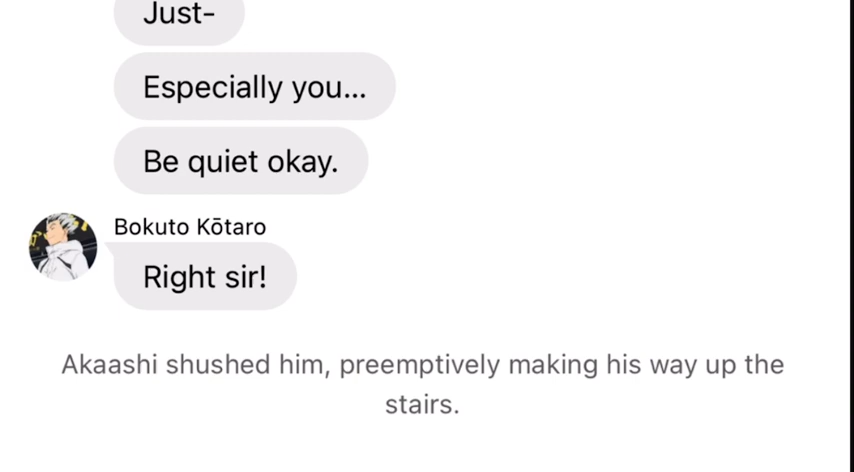 Just-
Especially you...
Be quiet okay.
Bokuto Kōtaro
Right sir!
Akaashi shushed him, preemptively making his way up the
stairs.